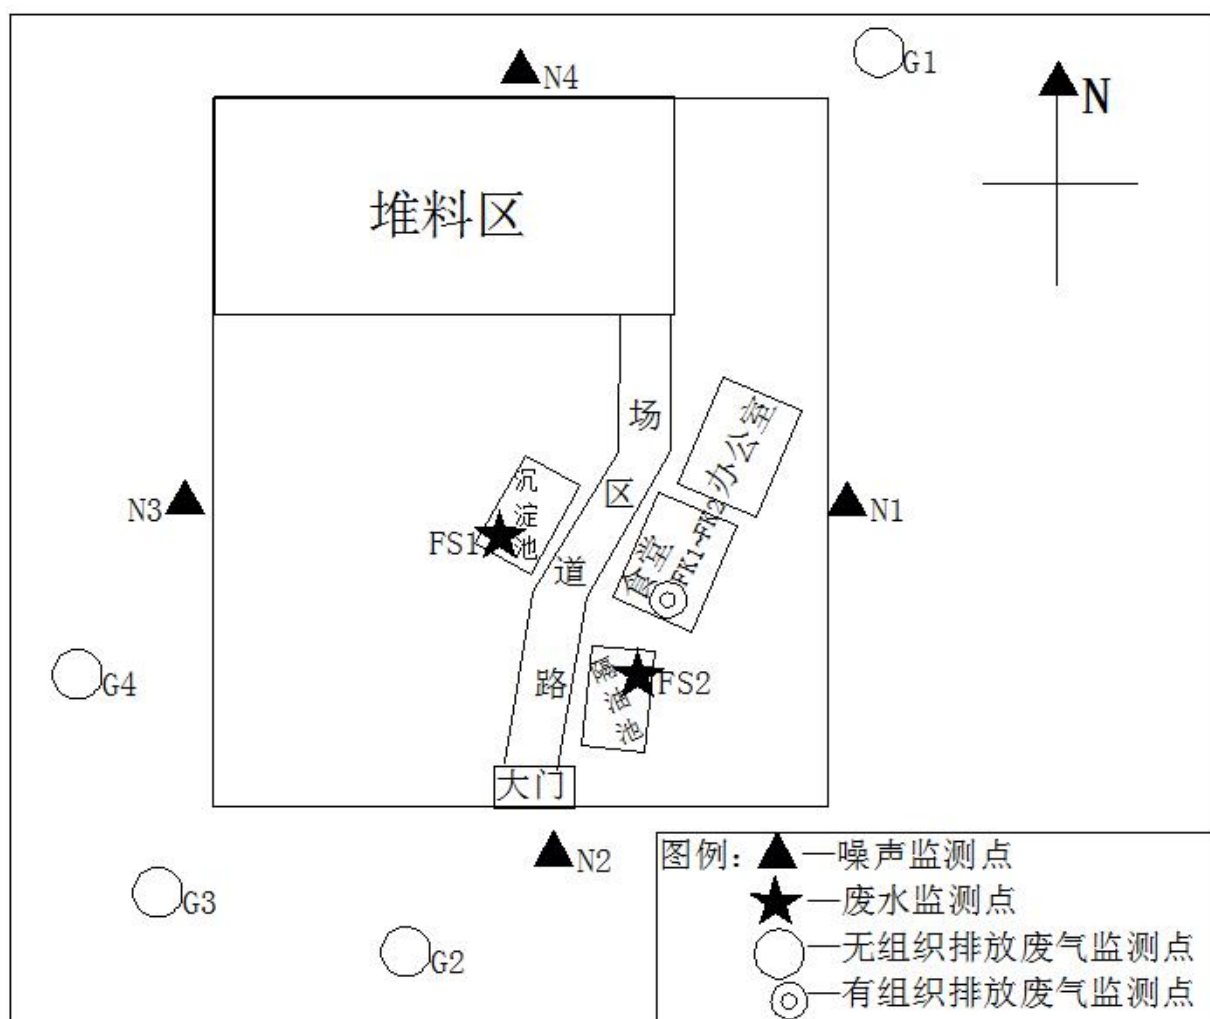 N4
G1
N
堆料区
场
区
道
路
办公室
沉淀池
FS1
食堂
FK1-FK2
N3
N1
G4
隔油池
FS2
大门
N2
G3
G2
图例：
—噪声监测点
—废水监测点
—无组织排放废气监测点
—有组织排放废气监测点